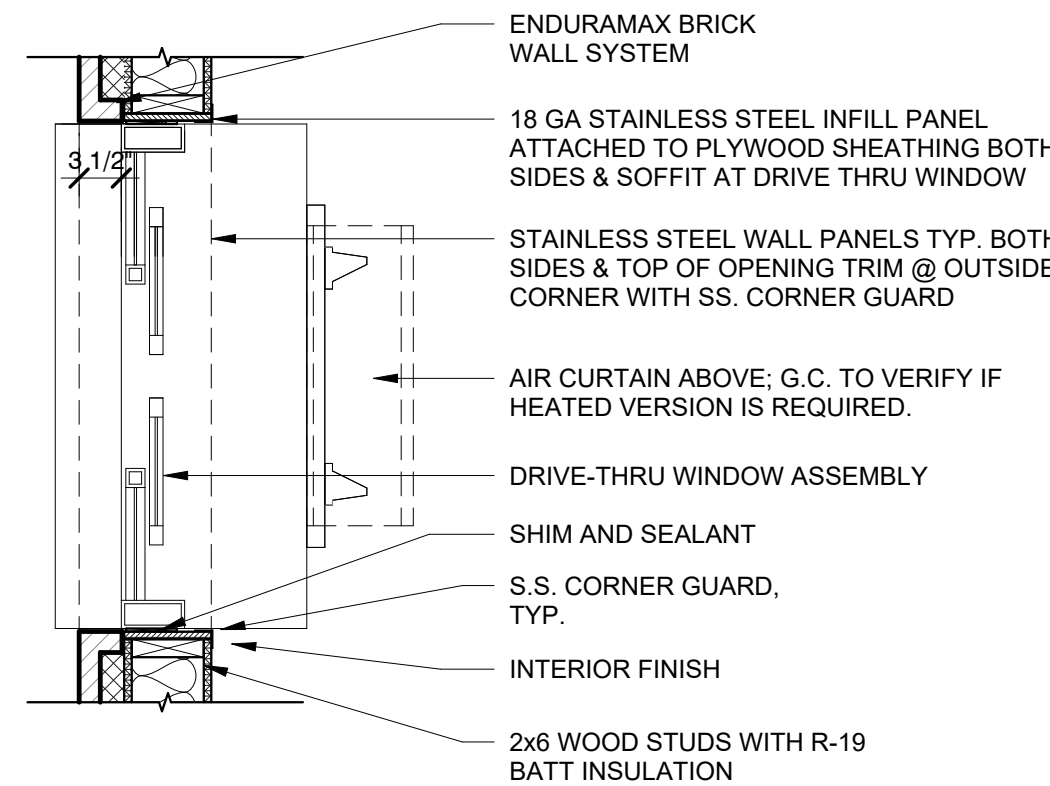 ENDURAMAX BRICK
WALL SYSTEM
18 GA STAINLESS STEEL INFILL PANEL
ATTACHED TO PLYWOOD SHEATHING BOTH
SIDES & SOFFIT AT DRIVE THRU WINDOW
3 1/2"
STAINLESS STEEL WALL PANELS TYP. BOTH
SIDES & TOP OF OPENING TRIM @ OUTSIDE
CORNER WITH SS. CORNER GUARD
AIR CURTAIN ABOVE; G.C. TO VERIFY IF
HEATED VERSION IS REQUIRED.
DRIVE-THRU WINDOW ASSEMBLY
SHIM AND SEALANT
S.S. CORNER GUARD,
TYP.
INTERIOR FINISH
2x6 WOOD STUDS WITH R-19
BATT INSULATION